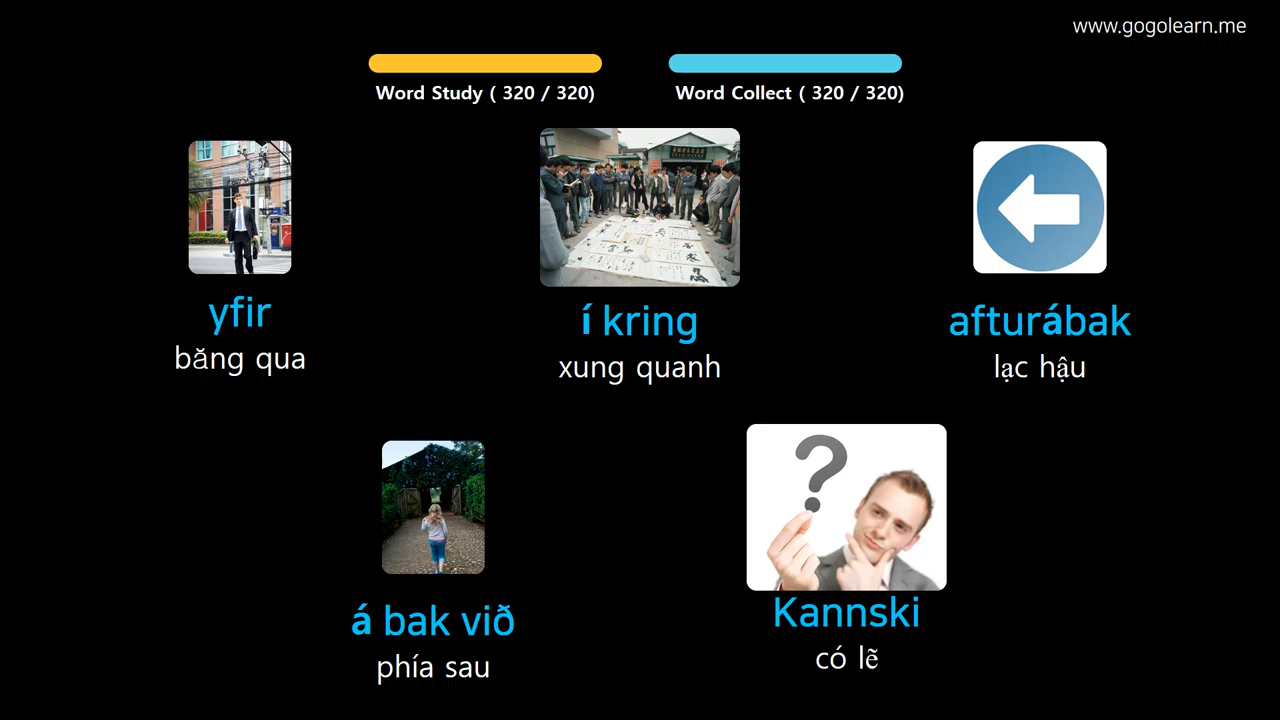 www.gogolearn.me
Word Study ( 320 / 320)
Word Collect ( 320 / 320)
yfir
băng qua
í kring
xung quanh
afturábak
lạc hậu
á bak við
phía sau
Kannski
có lẽ